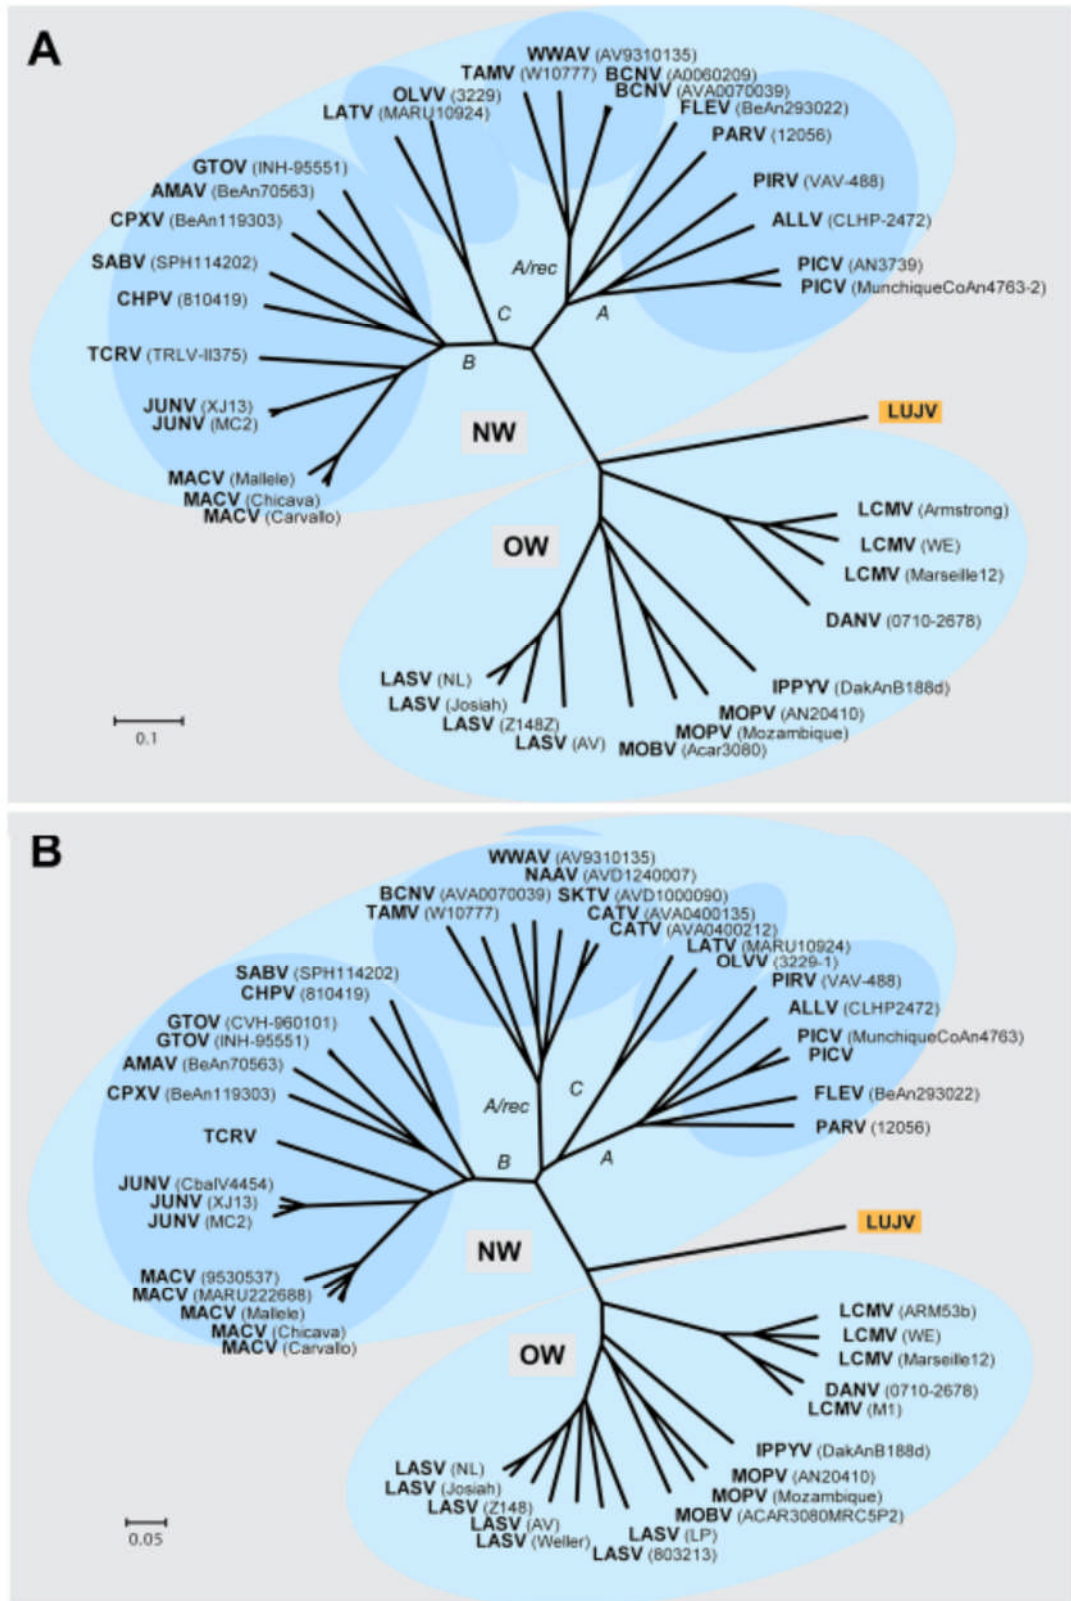 A
WWAV (AV9310135)
TAMV (W10777) BCNV (A0060209)
OLVV (3229) BCNV (AVA0070039)
LATV (MARU10924) FLEV (BeAn293022)
PARV (12056)
GTOV (INH-95551)
AMAV (BeAn70563) PIRV (VAV-488)
CPXV (BeAn119303) ALLV (CLHP-2472)
SABV (SPH114202) A/rec PICV (AN3739)
CHPV (810419) PICV (MunchiqueCoAn4763-2)
C A
TCRV (TRLV-II375) B
JUNV (XJ13) LUJV
JUNV (MC2) NW
MACV (Mallele)
MACV (Chicava) LCMV (Armstrong)
MACV (Carvallo)
OW LCMV (WE)
LCMV (Marseille12)
DANV (0710-2678)
LASV (NL) IPPYV (DakAnB188d)
LASV (Josiah) MOPV (AN20410)
LASV (Z148Z) MOPV (Mozambique)
LASV (AV) MOBV (Acar3080)
0.1
B
WWAV (AV9310135)
NAAV (AVD1240007)
BCNV (AVA0070039) SKTV (AVD1000090)
TAMV (W10777) CATV (AVA0400135)
CATV (AVA0400212)
LATV (MARU10924)
OLVV (3229-1)
SABV (SPH114202) PIRV (VAV-488)
CHPV (810419) ALLV (CLHP2472)
GTOV (CVH-960101)
GTOV (INH-95551) PICV (MunchiqueCoAn4763)
AMAV (BeAn70563) PICV
CPXV (BeAn119303) C FLEV (BeAn293022)
A/rec
TCRV PARV (12056)
B A
JUNV (CbaIV4454)
JUNV (XJ13)
JUNV (MC2) LUJV
NW
MACV (9530537)
MACV (MARU222688)
MACV (Mallele) LCMV (ARM53b)
MACV (Chicava) LCMV (WE)
MACV (Carvallo)
OW LCMV (Marseille12)
DANV (0710-2678)
LCMV (M1)
IPPYV (DakAnB188d)
LASV (NL) MOPV (AN20410)
LASV (Josiah) MOPV (Mozambique)
LASV (Z148) MOBV (ACAR3080MRC5P2)
LASV (AV)
LASV (Weller) LASV (LP)
LASV (803213)
0.05